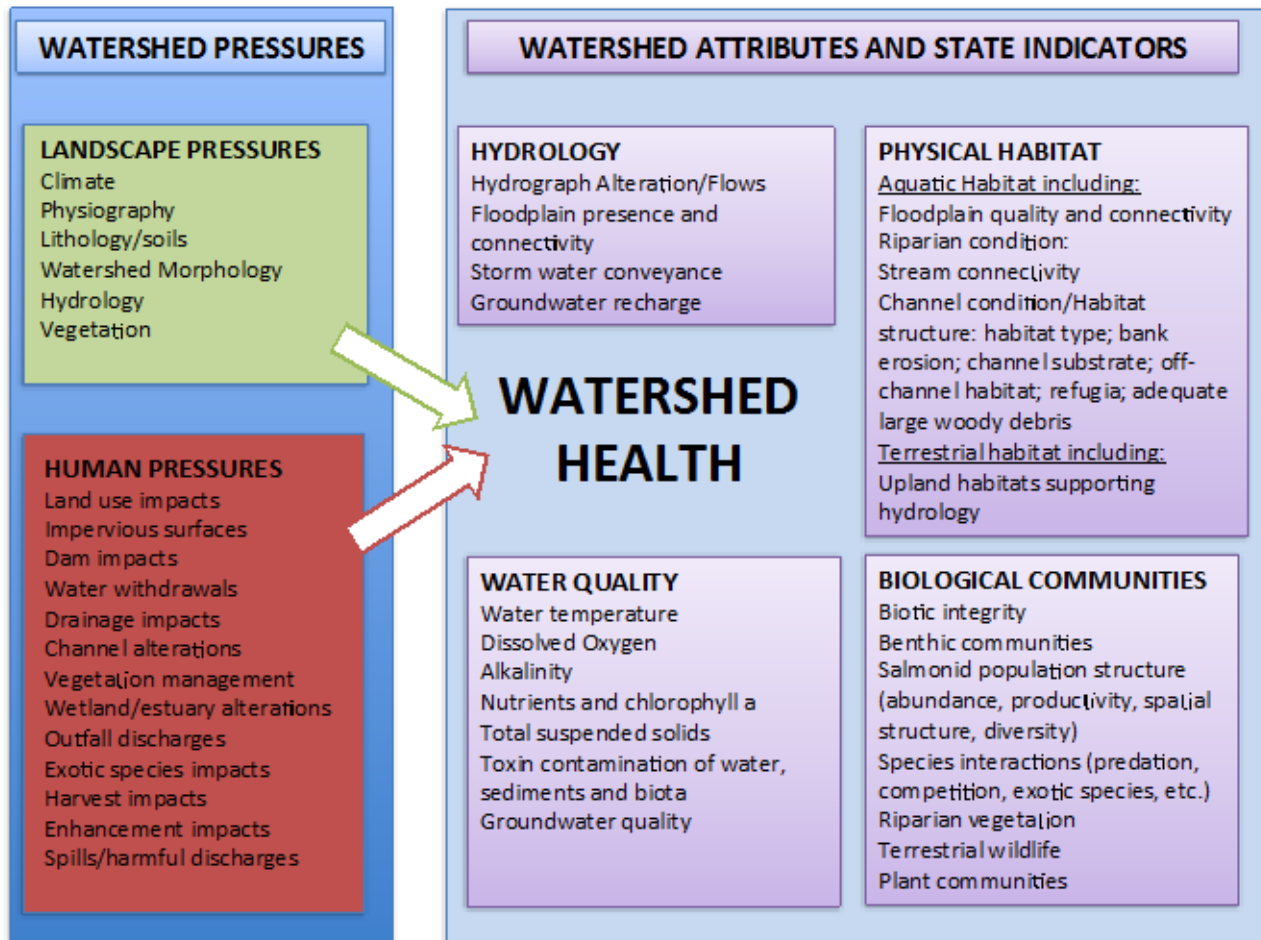 WATERSHED PRESSURES
LANDSCAPE PRESSURES
Climate
Physiography
Lithology/soils
Watershed Morphology
Hydrology
Vegetation
HUMAN PRESSURES
Land use impacts
Impervious surfaces
Dam impacts
Water withdrawals
Drainage impacts
Channel alterations
Vegetation management
Wetland/estuary alterations
Outfall discharges
Exotic species impacts
Harvest impacts
Enhancement impacts
Spills/harmful discharges
WATERSHED ATTRIBUTES AND STATE INDICATORS
HYDROLOGY
Hydrograph Alteration/Flows
Floodplain presence and
connectivity
Storm water conveyance
Groundwater recharge
PHYSICAL HABITAT
Aquatic Habitat including:
Floodplain quality and connectivity
Riparian condition:
Stream connectivity
Channel condition/Habitat
structure: habitat type; bank
erosion; channel substrate; off-
channel habitat; refugia; adequate
large woody debris
Terrestrial habitat including:
Upland habitats supporting
hydrology
WATERSHED
HEALTH
WATER QUALITY
Water temperature
Dissolved Oxygen
Alkalinity
Nutrients and chlorophyll a
Total suspended solids
Toxin contamination of water,
sediments and biota
Groundwater quality
BIOLOGICAL COMMUNITIES
Biotic integrity
Benthic communities
Salmonid population structure
(abundance, productivity, spatial
structure, diversity)
Species interactions (predation,
competition, exotic species, etc.)
Riparian vegetation
Terrestrial wildlife
Plant communities